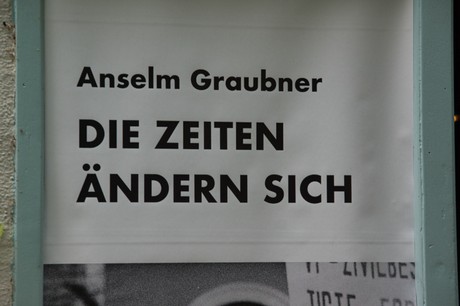 Anselm Graubner
DIE ZEITEN
ÄNDERN SICH